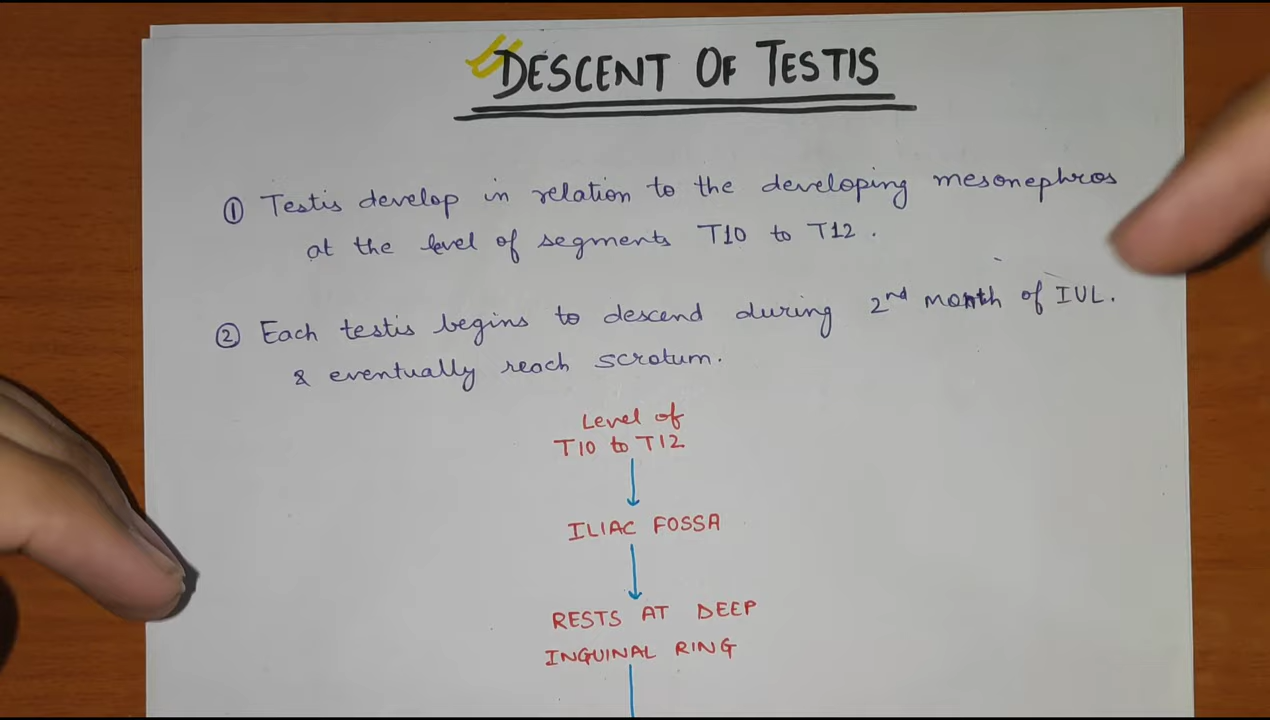 DESCENT OF TESTIS
① Testis develop in relation to the developing mesonephros
at the level of segments T10 to T12.
② Each testis begins to descend during 2nd month of IUL.
& eventually reach scrotum.
Level of
T10 to T12
ILIAC FOSSA
RESTS AT DEEP
INGUINAL RING